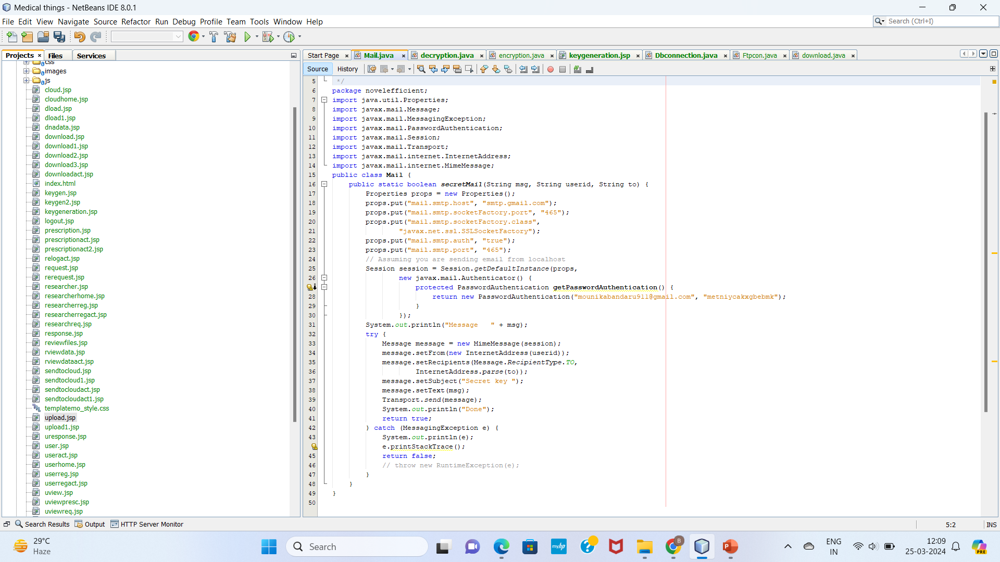 Medical things - NetBeans IDE 8.0.1
File Edit View Navigate Source Refactor Run Debug Profile Team Tools Window Help
Search (Ctrl+I)
Projects Files Services
css
images
js
cloud.jsp
cloudhome.jsp
dload.jsp
dload1.jsp
dnadata.jsp
download.jsp
download1.jsp
download2.jsp
download3.jsp
downloadact.jsp
index.html
keygen.jsp
keygen2.jsp
keygeneration.jsp
logout.jsp
prescription.jsp
prescriptionact.jsp
prescriptionact2.jsp
relogact.jsp
request.jsp
rerequest.jsp
researcher.jsp
researcherhome.jsp
researcherreg.jsp
researcherregact.jsp
researchreq.jsp
response.jsp
reviewfiles.jsp
rviewdata.jsp
rviewdataact.jsp
sendtocloud.jsp
sendtocloud1.jsp
sendtocloudact.jsp
sendtocloudact1.jsp
templatemo_style.css
upload.jsp
upload1.jsp
uresponse.jsp
user.jsp
useract.jsp
userhome.jsp
userreg.jsp
userregact.jsp
uview.jsp
uviewpresc.jsp
uviewreq.jsp
Start Page Mail.java decryption.java encryption.java keygeneration.jsp Dbconnection.java Ftpcon.java download.java
Source History
5 */
6 package novelefficient;
7 import java.util.Properties;
8 import javax.mail.Message;
9 import javax.mail.MessagingException;
10 import javax.mail.PasswordAuthentication;
11 import javax.mail.Session;
12 import javax.mail.Transport;
13 import javax.mail.internet.InternetAddress;
14 import javax.mail.internet.MimeMessage;
15 public class Mail {
16 public static boolean secretMail(String msg, String userid, String to) {
17 Properties props = new Properties();
18 props.put("mail.smtp.host", "smtp.gmail.com");
19 props.put("mail.smtp.socketFactory.port", "465");
20 props.put("mail.smtp.socketFactory.class",
21 "javax.net.ssl.SSLSocketFactory");
22 props.put("mail.smtp.auth", "true");
23 props.put("mail.smtp.port", "465");
24 // Assuming you are sending email from localhost
25 Session session = Session.getDefaultInstance(props,
26 new javax.mail.Authenticator() {
protected PasswordAuthentication getPasswordAuthentication() {
28 return new PasswordAuthentication("mounikabandaru911@gmail.com", "metniycakxgbebmk");
29 }
30 });
31 System.out.println("Message   " + msg);
32 try {
33 Message message = new MimeMessage(session);
34 message.setFrom(new InternetAddress(userid));
35 message.setRecipients(Message.RecipientType.TO,
36 InternetAddress.parse(to));
37 message.setSubject("Secret key ");
38 message.setText(msg);
39 Transport.send(message);
40 System.out.println("Done");
41 return true;
42 } catch (MessagingException e) {
43 System.out.println(e);
e.printStackTrace();
45 return false;
46 // throw new RuntimeException(e);
47 }
48 }
49 }
50
Search Results Output HTTP Server Monitor
5:2 INS
29°C
Haze
Search
myhp
B
P
ENG
IN
12:09
25-03-2024
PRE